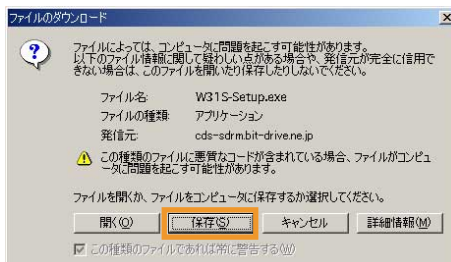 ファイルのダウンロード
ファイルによっては、コンピュータに問題を起こす可能性があります。
以下のファイル情報に関して疑わしい点がある場合や、発信元が完全に信用で
きない場合は、このファイルを開いたり保存したりしないでください。
ファイル名: W31S-Setup.exe
ファイルの種類: アプリケーション
発信元: cds-sdrm.bit-drive.ne.jp
この種類のファイルに悪質なコードが含まれている場合、ファイルがコンピュ
ータに問題を起こす可能性があります。
ファイルを開くか、ファイルをコンピュータに保存するか選択してください。
開く(O) 保存(S) キャンセル 詳細情報(M)
この種類のファイルであれば常に警告する(W)